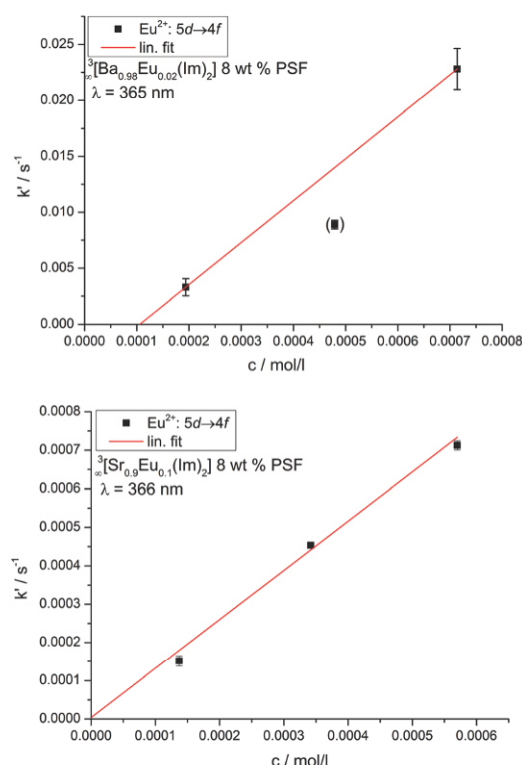 Eu²⁺: 5d→4f
lin. fit
³∞[Ba0.98Eu0.02(Im)2] 8 wt % PSF
λ = 365 nm
k' / s⁻¹
0.025
0.020
0.015
0.010
0.005
0.000
(■)
0.0000 0.0001 0.0002 0.0003 0.0004 0.0005 0.0006 0.0007 0.0008
c / mol/l
Eu²⁺: 5d→4f
lin. fit
³∞[Sr0.9Eu0.1(Im)2] 8 wt % PSF
λ = 366 nm
k' / s⁻¹
0.0008
0.0007
0.0006
0.0005
0.0004
0.0003
0.0002
0.0001
0.0000
0.0000 0.0001 0.0002 0.0003 0.0004 0.0005 0.0006
c / mol/l